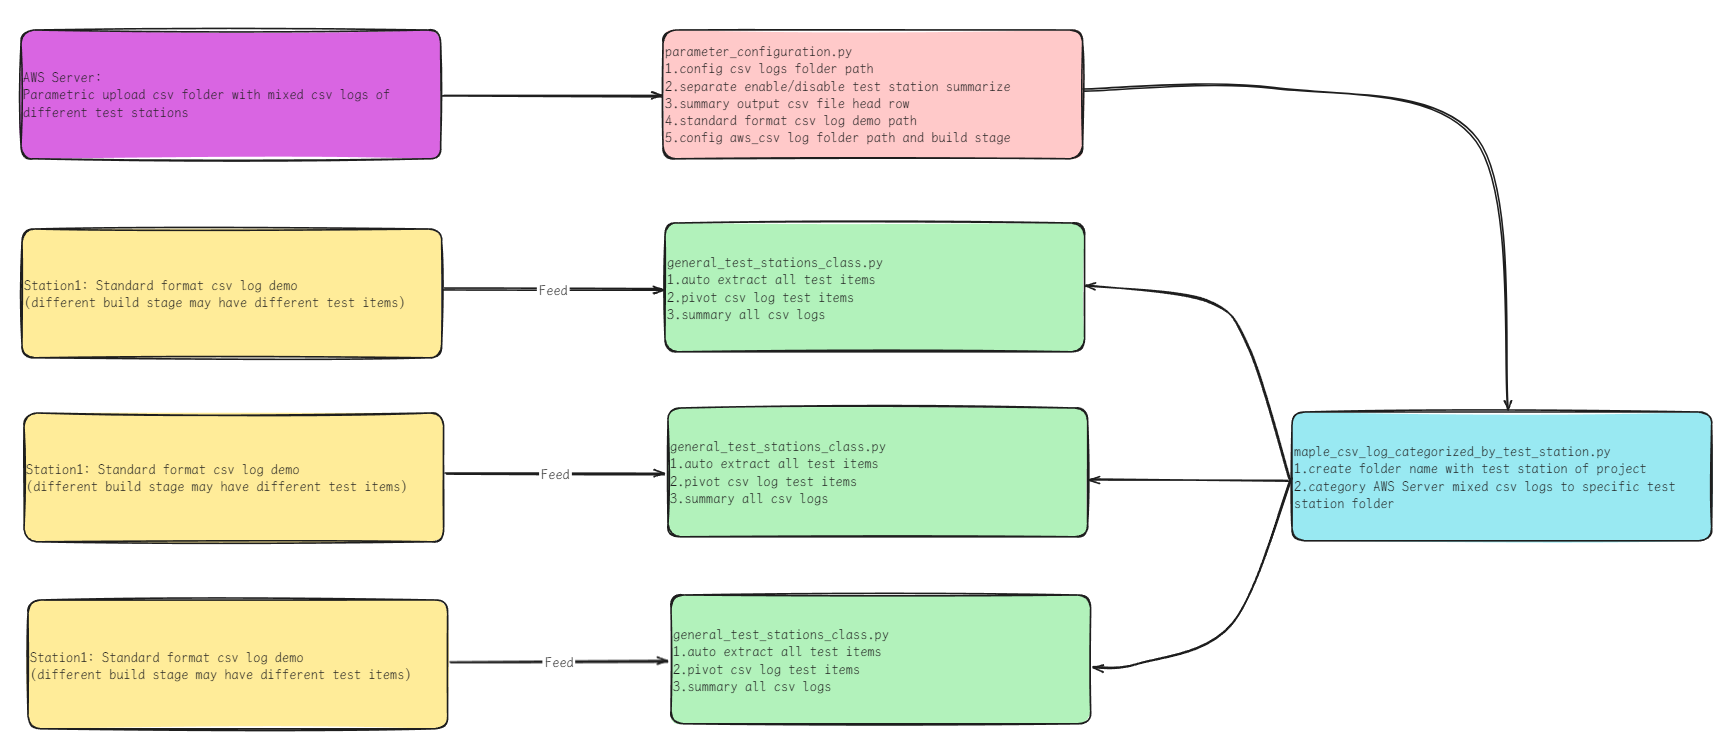 AWS Server:
Parametric upload csv folder with mixed csv logs of
different test stations
parameter_configuration.py
1.config csv logs folder path
2.separate enable/disable test station summarize
3.summary output csv file head row
4.standard format csv log demo path
5.config aws_csv log folder path and build stage
Station1: Standard format csv log demo
(different build stage may have different test items)
Feed
general_test_stations_class.py
1.auto extract all test items
2.pivot csv log test items
3.summary all csv logs
Station1: Standard format csv log demo
(different build stage may have different test items)
Feed
general_test_stations_class.py
1.auto extract all test items
2.pivot csv log test items
3.summary all csv logs
maple_csv_log_categorized_by_test_station.py
1.create folder name with test station of project
2.category AWS Server mixed csv logs to specific test
station folder
Station1: Standard format csv log demo
(different build stage may have different test items)
Feed
general_test_stations_class.py
1.auto extract all test items
2.pivot csv log test items
3.summary all csv logs